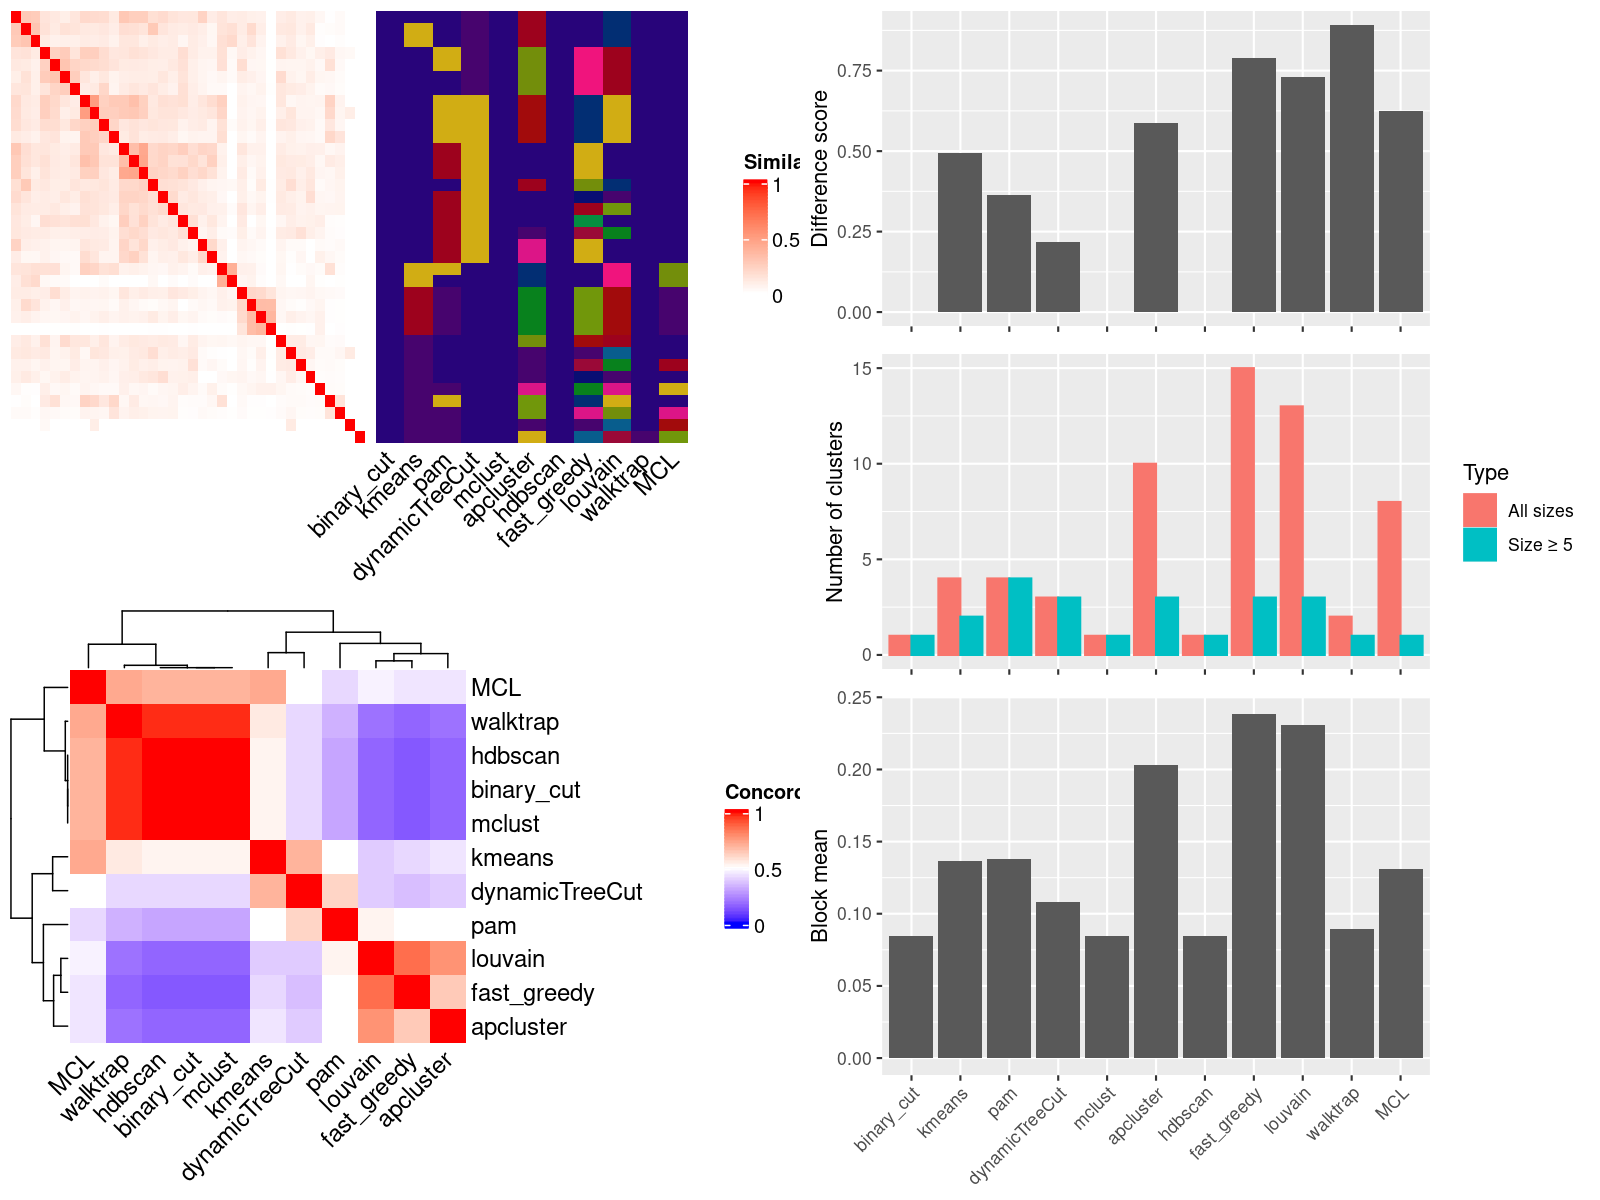 Simila
1
0.5
0
binary_cut
kmeans
pam
dynamicTreeCut
mclust
apcluster
hdbscan
fast_greedy
louvain
walktrap
MCL
Difference score
0.75
0.50
0.25
0.00
Number of clusters
15
10
5
0
Type
All sizes
Size ≥ 5
Block mean
0.25
0.20
0.15
0.10
0.05
0.00
binary_cut
kmeans
pam
dynamicTreeCut
mclust
apcluster
hdbscan
fast_greedy
louvain
walktrap
MCL
MCL
walktrap
hdbscan
binary_cut
mclust
kmeans
dynamicTreeCut
pam
louvain
fast_greedy
apcluster
Concord
1
0.5
0
MCL
walktrap
hdbscan
binary_cut
mclust
kmeans
dynamicTreeCut
pam
louvain
fast_greedy
apcluster